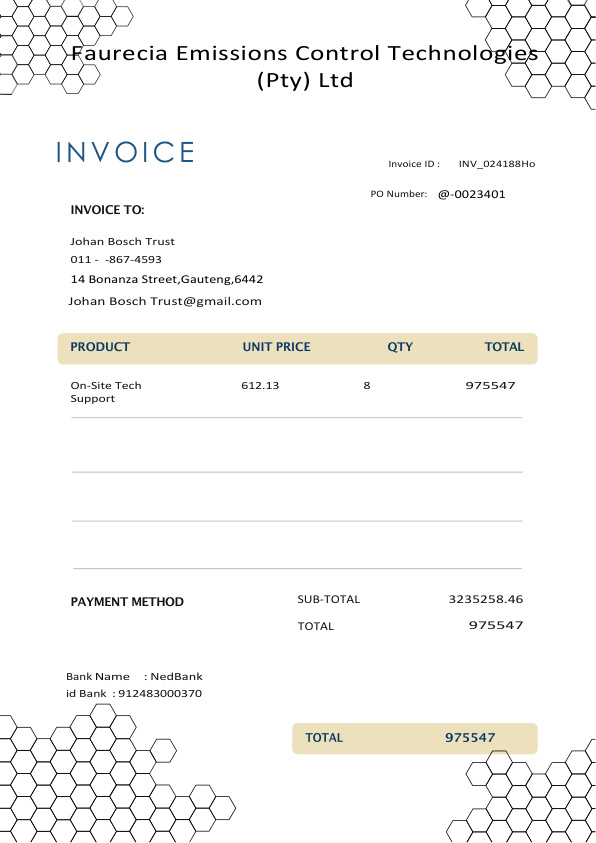 Faurecia Emissions Control Technologies
(Pty) Ltd
INVOICE
Invoice ID : INV_024188Ho
PO Number: @-0023401
INVOICE TO:
Johan Bosch Trust
011 - -867-4593
14 Bonanza Street,Gauteng,6442
Johan Bosch Trust@gmail.com
PRODUCT UNIT PRICE QTY TOTAL
On-Site Tech 612.13 8 975547
Support
PAYMENT METHOD
SUB-TOTAL 3235258.46
TOTAL 975547
Bank Name : NedBank
id Bank : 912483000370
TOTAL 975547